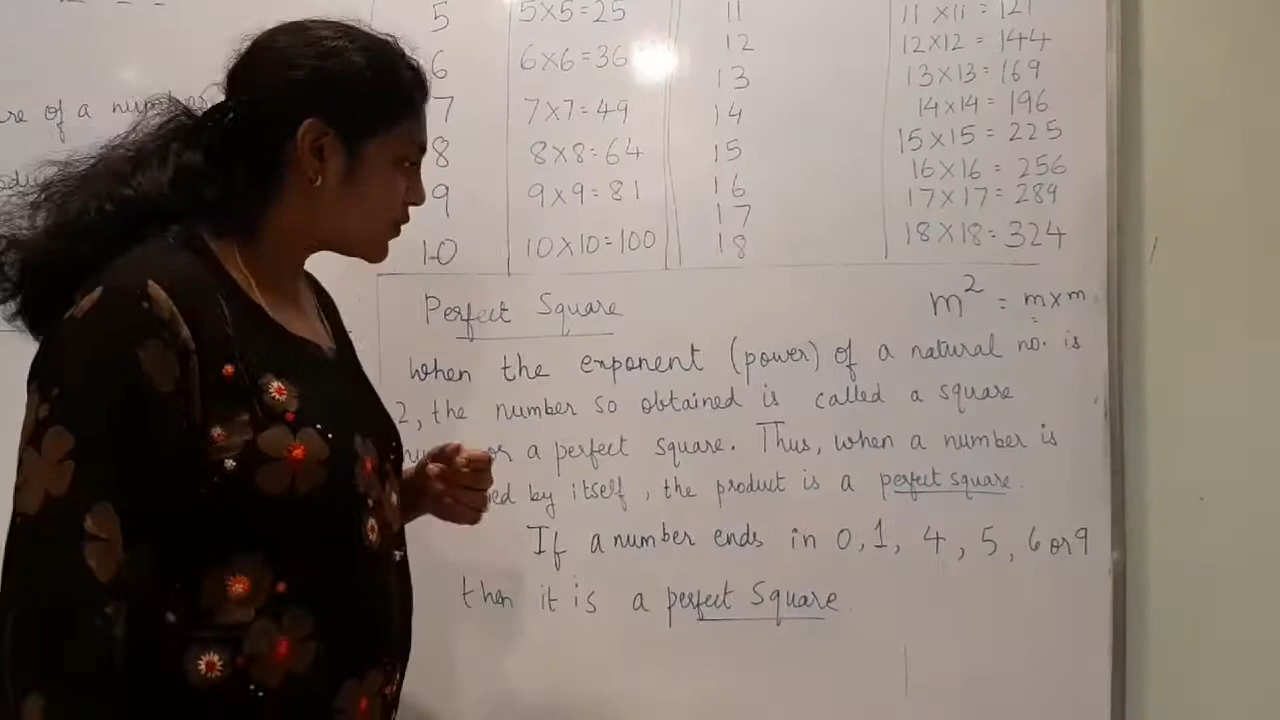 re of a number
5 5×5=25 11 11×11=121
6 6×6=36 12 12×12=144
7 7×7=49 13 13×13=169
8 8×8=64 14 14×14=196
9 9×9=81 15 15×15=225
10 10×10=100 16 16×16=256
17 17×17=289
18 18×18=324
Perfect Square m² = m×m
When the exponent (power) of a natural no. is
2, the number so obtained is called a square
a perfect square. Thus, when a number is
ed by itself, the product is a perfect square.
If a number ends in 0, 1, 4, 5, 6 or 9
then it is a perfect Square.